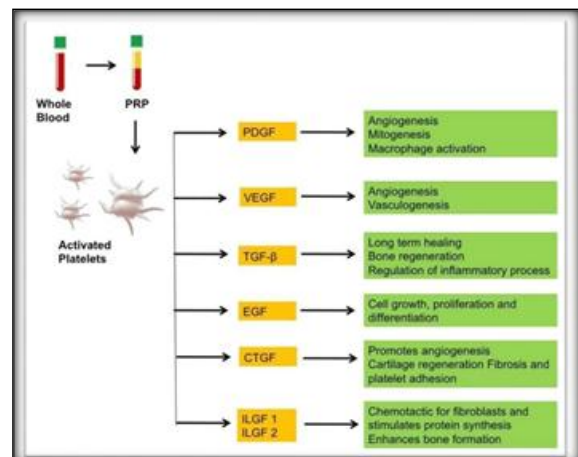 Whole
Blood
PRP
Activated
Platelets
PDGF
Angiogenesis
Mitogenesis
Macrophage activation
VEGF
Angiogenesis
Vasculogenesis
TGF-β
Long term healing
Bone regeneration
Regulation of inflammatory process
EGF
Cell growth, proliferation and
differentiation
CTGF
Promotes angiogenesis
Cartilage regeneration Fibrosis and
platelet adhesion
ILGF 1
ILGF 2
Chemotactic for fibroblasts and
stimulates protein synthesis
Enhances bone formation